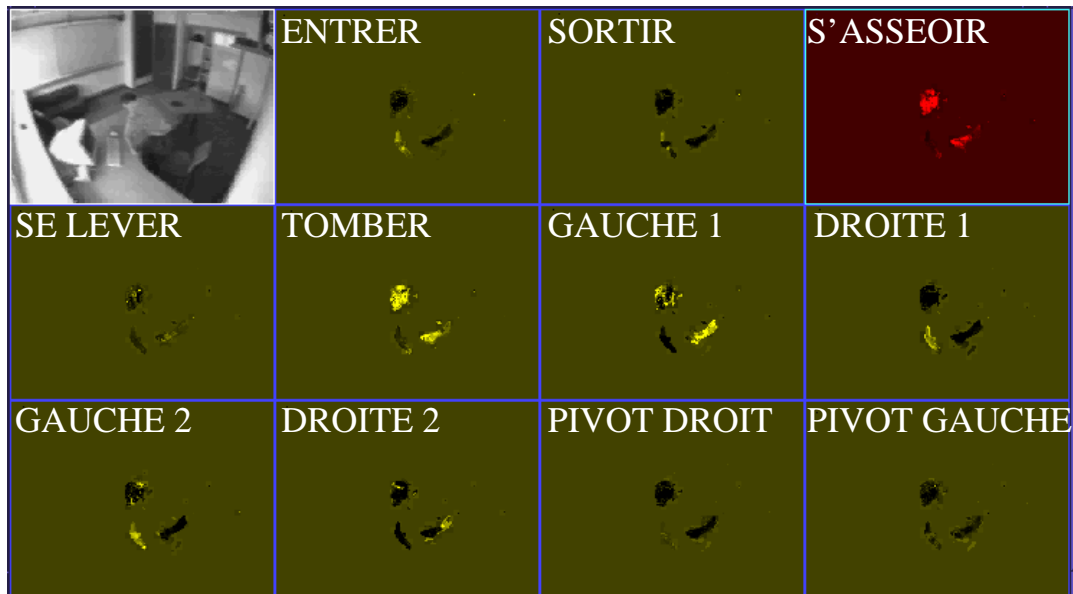 ENTRER
SORTIR
S'ASSEOIR
SE LEVER
TOMBER
GAUCHE 1
DROITE 1
GAUCHE 2
DROITE 2
PIVOT DROIT
PIVOT GAUCHE